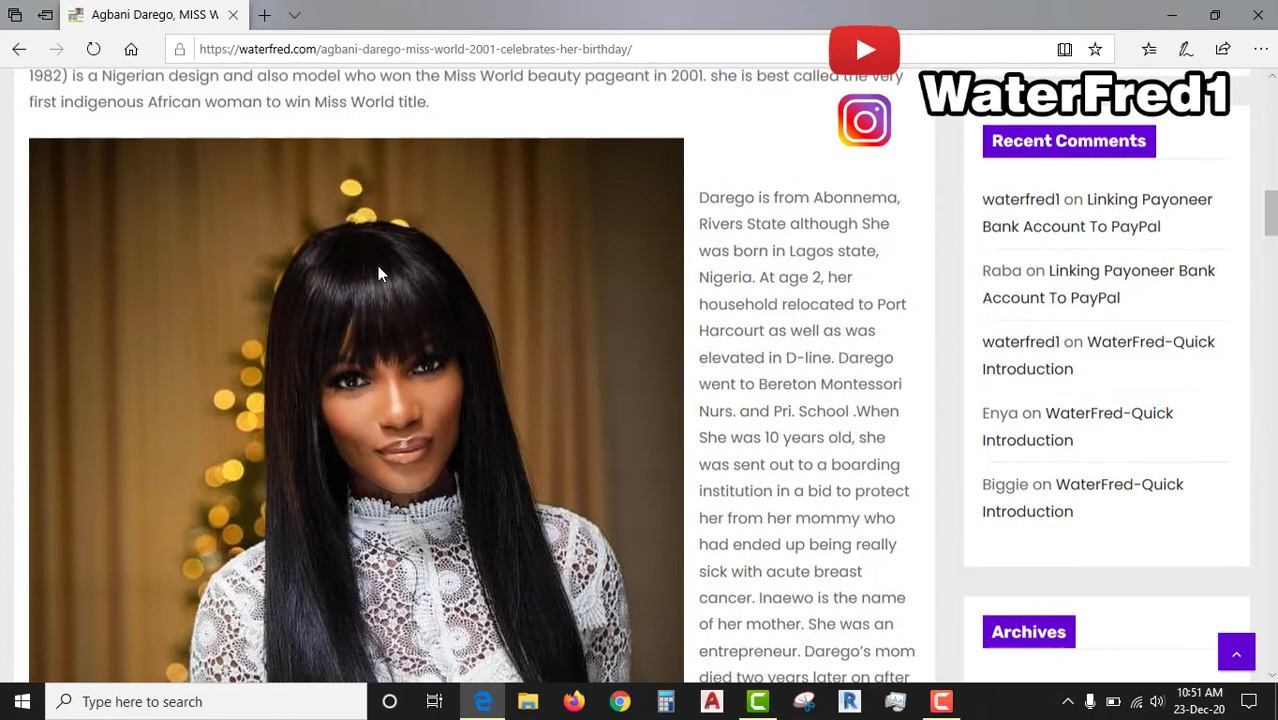 Agbani Darego, MISS W
https://waterfred.com/agbani-darego-miss-world-2001-celebrates-her-birthday/
WaterFred1
1982) is a Nigerian design and also model who won the Miss World beauty pageant in 2001. she is best called the very
first indigenous African woman to win Miss World title.
Darego is from Abonnema,
Rivers State although She
was born in Lagos state,
Nigeria. At age 2, her
household relocated to Port
Harcourt as well as was
elevated in D-line. Darego
went to Bereton Montessori
Nurs. and Pri. School .When
She was 10 years old, she
was sent out to a boarding
institution in a bid to protect
her from her mommy who
had ended up being really
sick with acute breast
cancer. Inaewo is the name
of her mother. She was an
entrepreneur. Darego's mom
died two years later on after
Recent Comments
waterfred1 on Linking Payoneer
Bank Account To PayPal
Raba on Linking Payoneer Bank
Account To PayPal
waterfred1 on WaterFred-Quick
Introduction
Enya on WaterFred-Quick
Introduction
Biggie on WaterFred-Quick
Introduction
Archives
Type here to search
10:51 AM
23-Dec-20